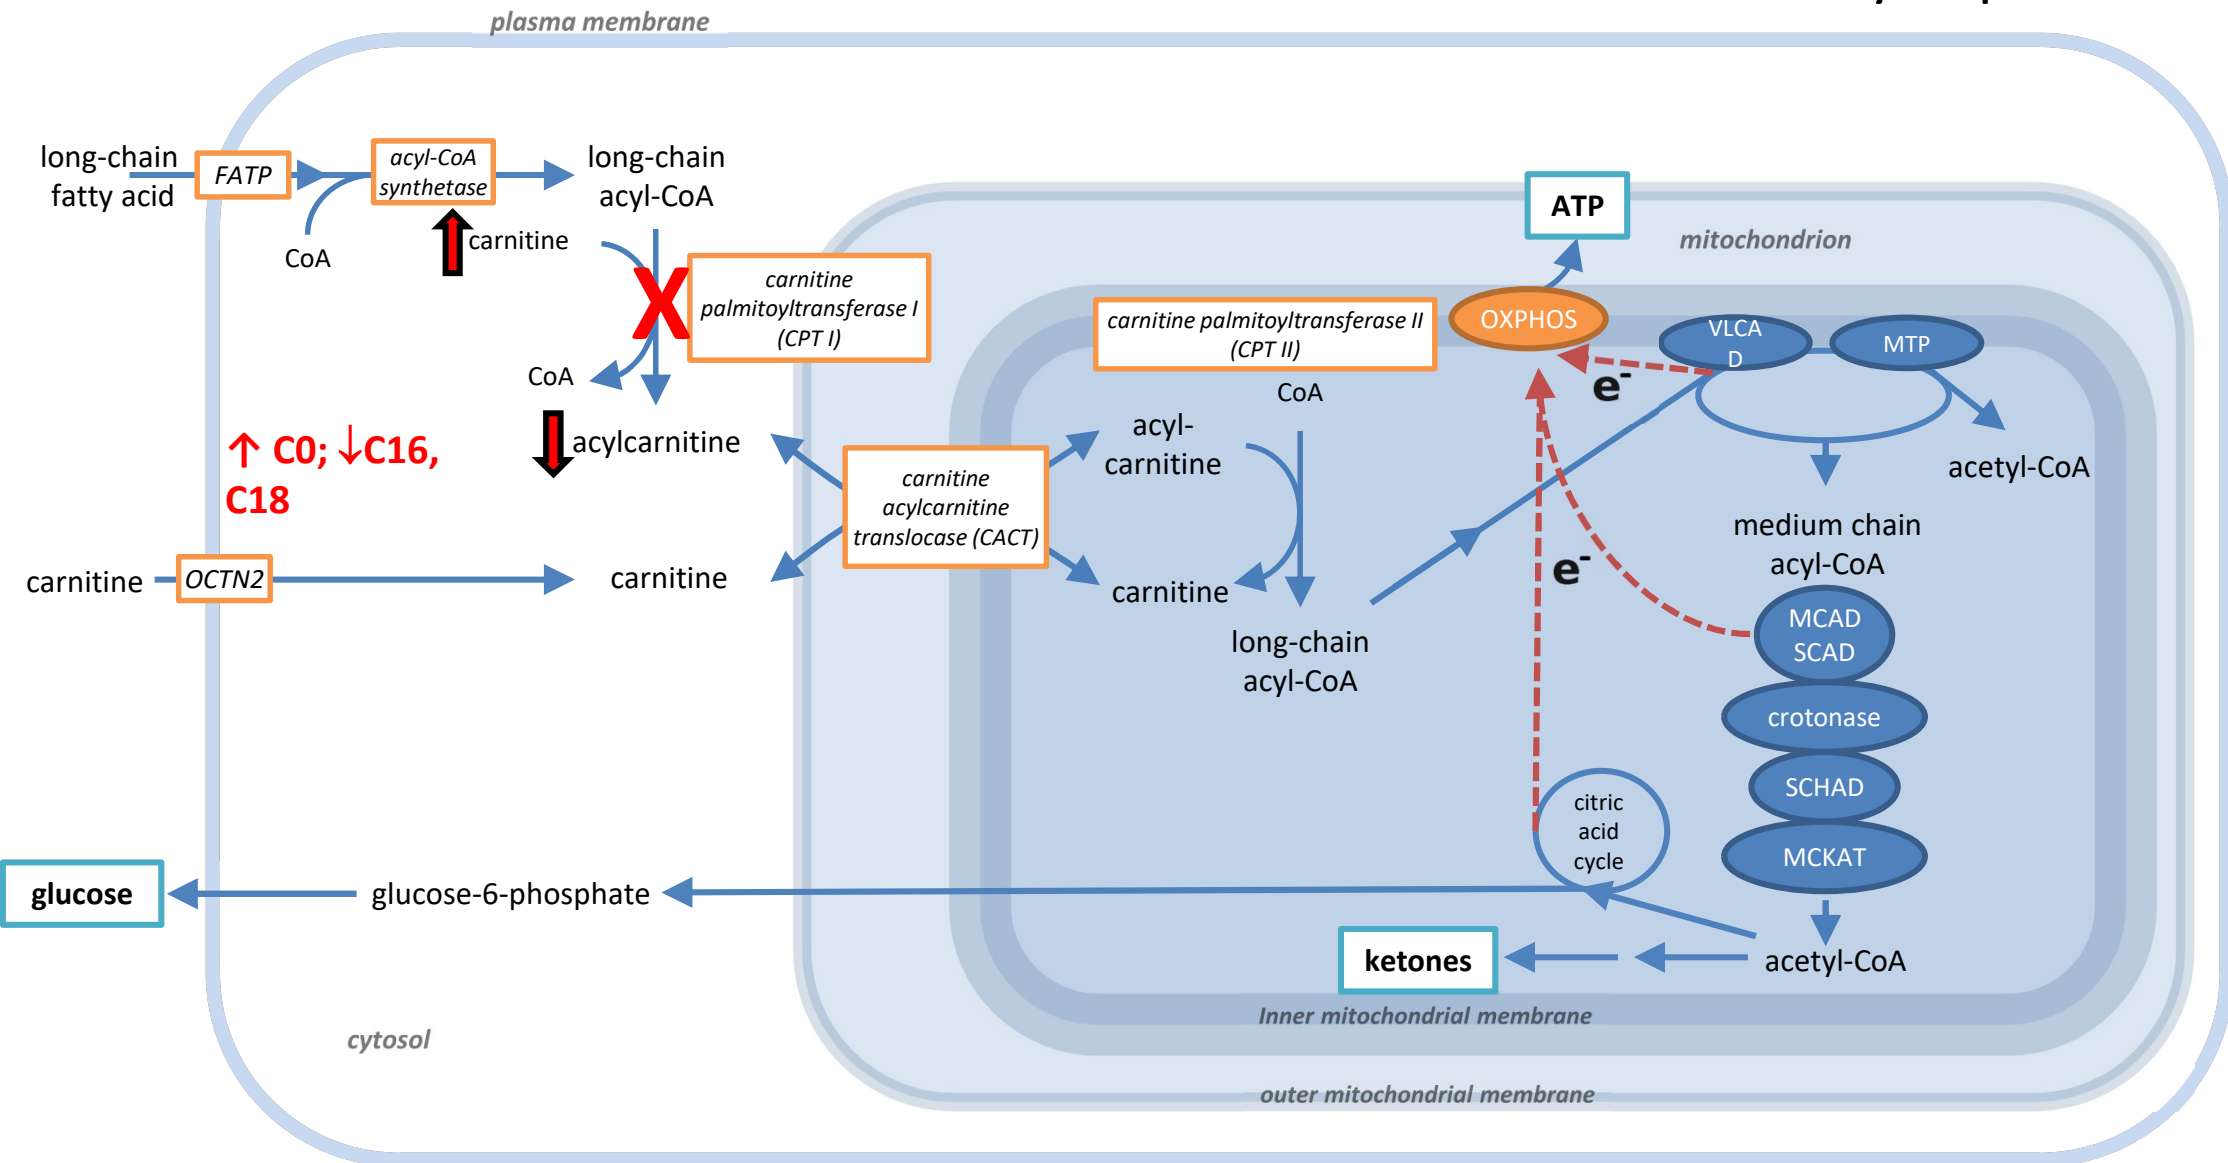 plasma membrane
long-chain
fatty acid
FATP
acyl-CoA
synthetase
long-chain
acyl-CoA
CoA
carnitine
carnitine
palmitoyltransferase I
(CPT I)
X
CoA
acylcarnitine
↑ C0; ↓C16,
C18
carnitine
OCTN2
carnitine
carnitine
acylcarnitine
translocase (CACT)
ATP
mitochondrion
carnitine palmitoyltransferase II
(CPT II)
OXPHOS
VLCA
D
MTP
e-
CoA
acyl-
carnitine
carnitine
long-chain
acyl-CoA
acetyl-CoA
medium chain
acyl-CoA
e-
MCAD
SCAD
crotonase
SCHAD
MCKAT
citric
acid
cycle
glucose
glucose-6-phosphate
ketones
acetyl-CoA
Inner mitochondrial membrane
cytosol
outer mitochondrial membrane